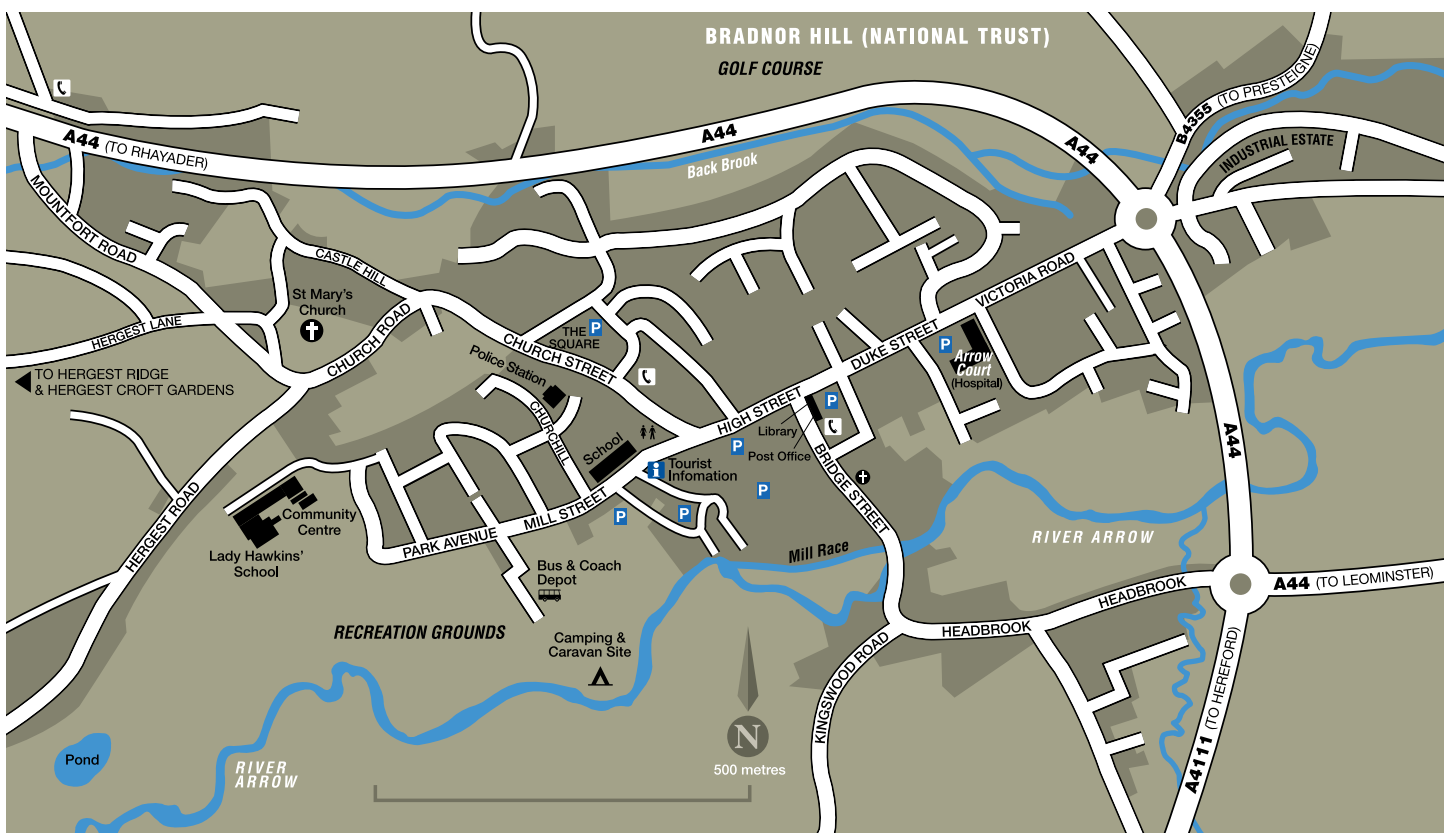 BRADNOR HILL (NATIONAL TRUST)
GOLF COURSE
B4355 (TO PRESTEIGNE)
A44 (TO RHAYADER)
A44
A44
INDUSTRIAL ESTATE
Back Brook
MOUNTFORT ROAD
CASTLE HILL
VICTORIA ROAD
St Mary's
Church
HERGEST LANE
CHURCH ROAD
THE
SQUARE
P
CHURCH STREET
Police Station
DUKE STREET
P
Arrow
Court
(Hospital)
TO HERGEST RIDGE
& HERGEST CROFT GARDENS
HIGH STREET
P
Library
Post Office
CHURCHILL
School
P
i
Tourist
Infomation
P
BRIDGE STREET
A44
HERGEST ROAD
Community
Centre
Lady Hawkins'
School
PARK AVENUE
MILL STREET
P
P
Mill Race
RIVER ARROW
Bus & Coach
Depot
HEADBROOK
A44 (TO LEOMINSTER)
RECREATION GROUNDS
HEADBROOK
Camping &
Caravan Site
KINGSWOOD ROAD
A4111 (TO HEREFORD)
N
500 metres
Pond
RIVER
ARROW